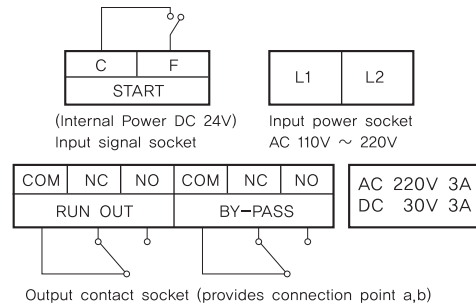 C F
START
L1 L2
(Internal Power DC 24V)
Input signal socket
Input power socket
AC 110V ～ 220V
COM NC NO COM NC NO
RUN OUT BY-PASS
AC 220V 3A
DC 30V 3A
Output contact socket (provides connection point a,b)